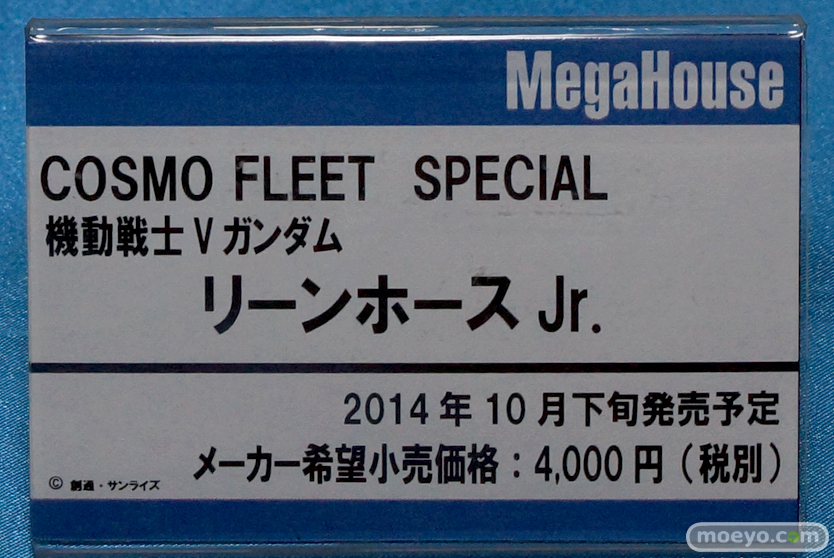 MegaHouse
COSMO FLEET SPECIAL
機動戦士Vガンダム
リーンホース Jr.
2014年10月下旬発売予定
メーカー希望小売価格：4,000円（税別）
© 創通・サンライズ
moeyo.com